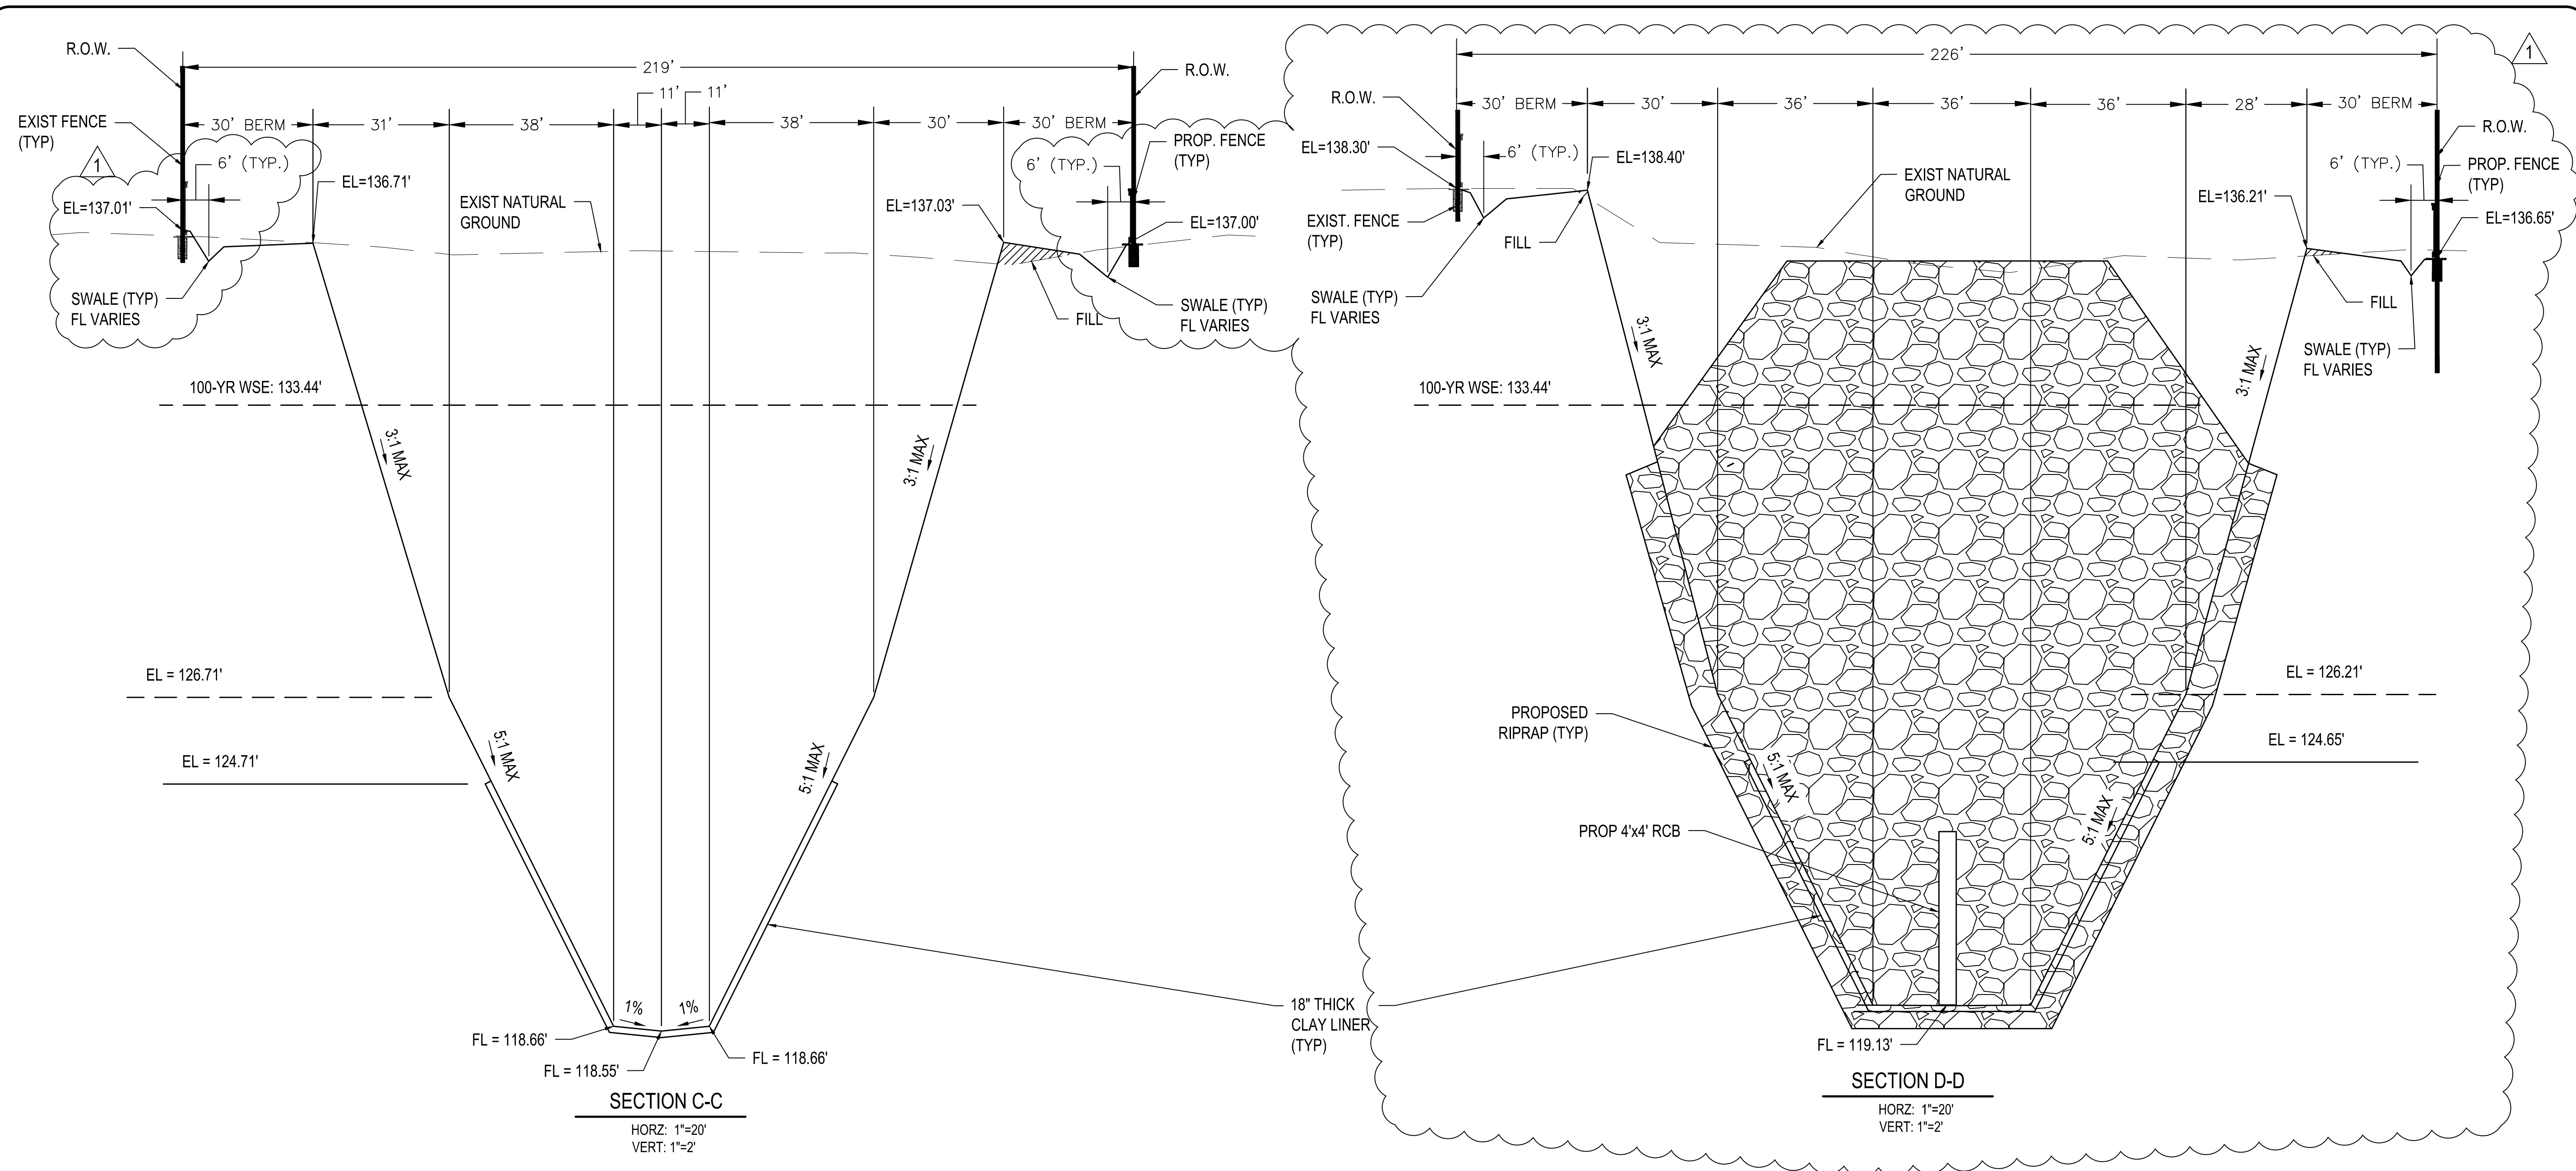 R.O.W.
219'
R.O.W.
11'
11'
EXIST FENCE
(TYP)
30' BERM
31'
38'
38'
30'
30' BERM
PROP. FENCE
(TYP)
1
6' (TYP.)
6' (TYP.)
EL=136.71'
EL=137.01'
EXIST NATURAL
GROUND
EL=137.03'
EL=137.00'
SWALE (TYP)
FL VARIES
FILL
SWALE (TYP)
FL VARIES
100-YR WSE: 133.44'
3:1 MAX
3:1 MAX
EL = 126.71'
5:1 MAX
5:1 MAX
EL = 124.71'
1%
1%
FL = 118.66'
FL = 118.55'
FL = 118.66'
18" THICK
CLAY LINER
(TYP)
SECTION C-C
HORZ: 1"=20'
VERT: 1"=2'
226'
1
R.O.W.
30' BERM
30'
36'
36'
36'
28'
30' BERM
R.O.W.
EL=138.30'
6' (TYP.)
EL=138.40'
EXIST NATURAL
GROUND
6' (TYP.)
PROP. FENCE
(TYP)
EXIST. FENCE
(TYP)
FILL
EL=136.21'
EL=136.65'
SWALE (TYP)
FL VARIES
FILL
SWALE (TYP)
FL VARIES
3:1 MAX
3:1 MAX
100-YR WSE: 133.44'
EL = 126.21'
PROPOSED
RIPRAP (TYP)
EL = 124.65'
5:1 MAX
5:1 MAX
PROP 4'x4' RCB
FL = 119.13'
SECTION D-D
HORZ: 1"=20'
VERT: 1"=2'